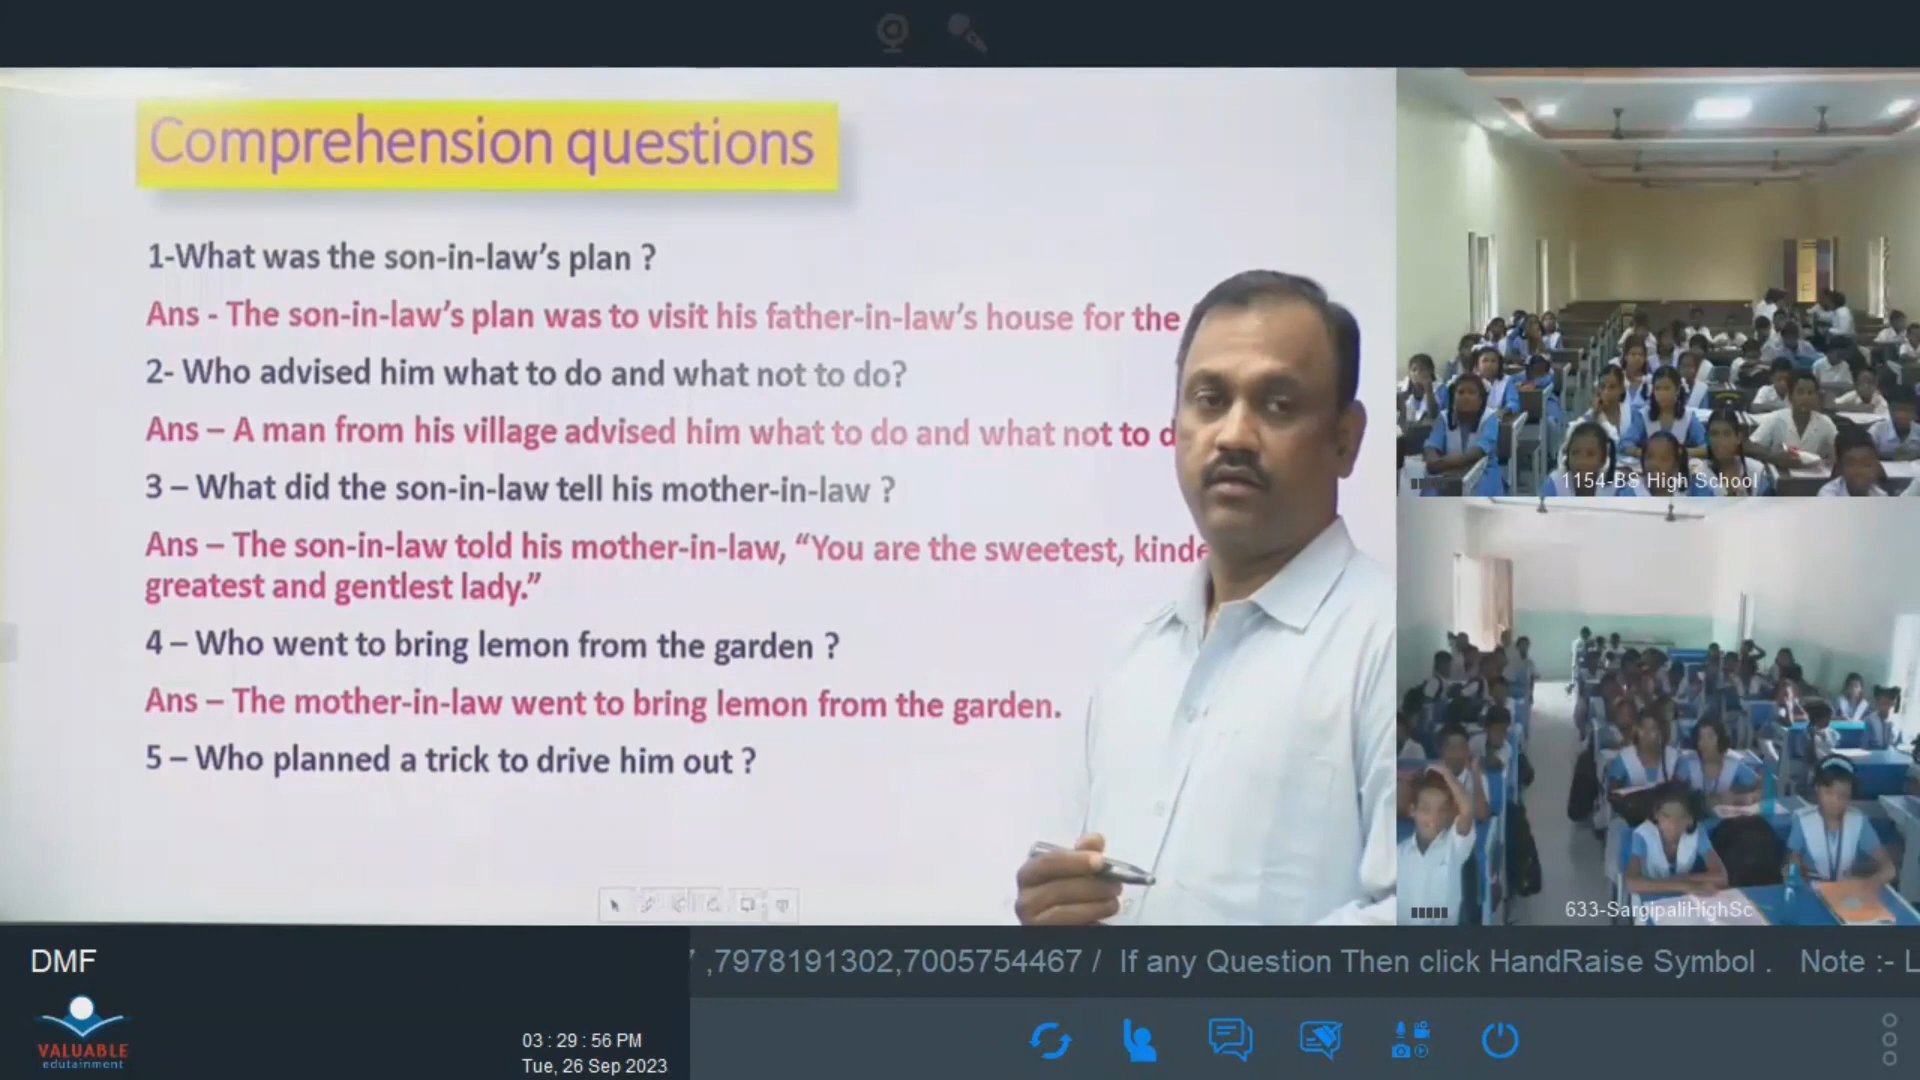 Comprehension questions
1-What was the son-in-law's plan ?
Ans - The son-in-law's plan was to visit his father-in-law's house for the
2- Who advised him what to do and what not to do?
Ans – A man from his village advised him what to do and what not to d
3 – What did the son-in-law tell his mother-in-law ?
Ans – The son-in-law told his mother-in-law, “You are the sweetest, kinde
greatest and gentlest lady.”
4 – Who went to bring lemon from the garden ?
Ans – The mother-in-law went to bring lemon from the garden.
5 – Who planned a trick to drive him out ?
1154-BS High School
633-SargipaliHighSc
DMF
,7978191302,7005754467 / If any Question Then click HandRaise Symbol . Note :- L
VALUABLE
edutainment
03 : 29 : 56 PM
Tue, 26 Sep 2023